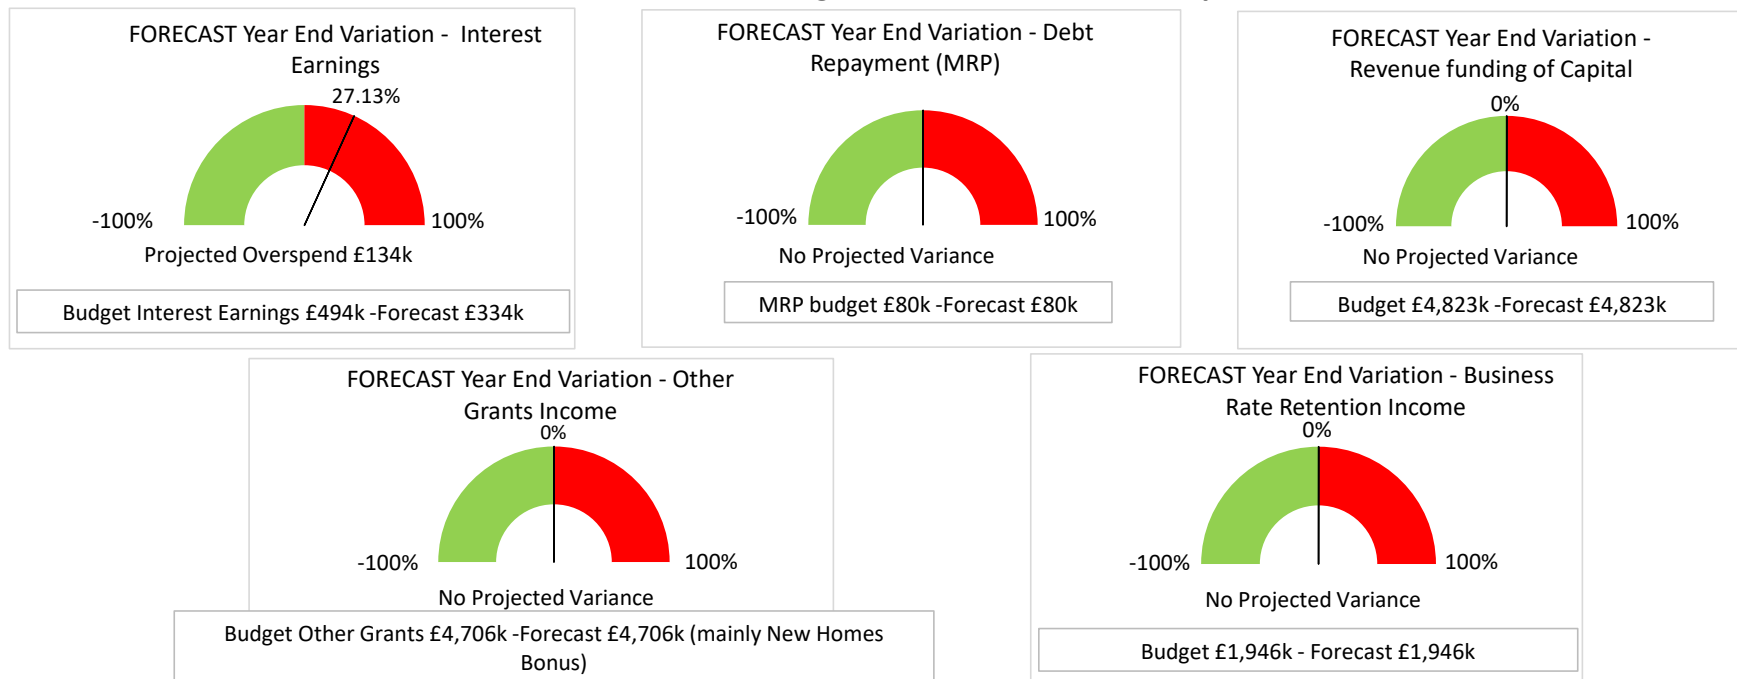 FORECAST Year End Variation -  Interest
Earnings
27.13%
-100%
100%
Projected Overspend £134k
Budget Interest Earnings £494k -Forecast £334k
FORECAST Year End Variation - Debt
Repayment (MRP)
-100%
100%
No Projected Variance
MRP budget £80k -Forecast £80k
FORECAST Year End Variation -
Revenue funding of Capital
0%
-100%
100%
No Projected Variance
Budget £4,823k -Forecast £4,823k
FORECAST Year End Variation - Other
Grants Income
0%
-100%
100%
No Projected Variance
Budget Other Grants £4,706k -Forecast £4,706k (mainly New Homes
Bonus)
FORECAST Year End Variation - Business
Rate Retention Income
0%
-100%
100%
No Projected Variance
Budget £1,946k - Forecast £1,946k